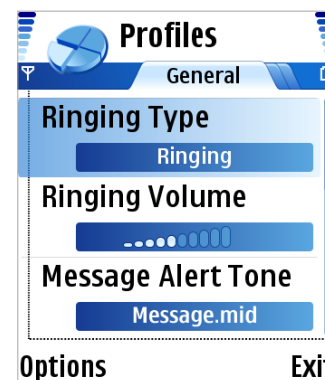 Profiles
General
Ringing Type
Ringing
Ringing Volume
Message Alert Tone
Message.mid
Options Exit